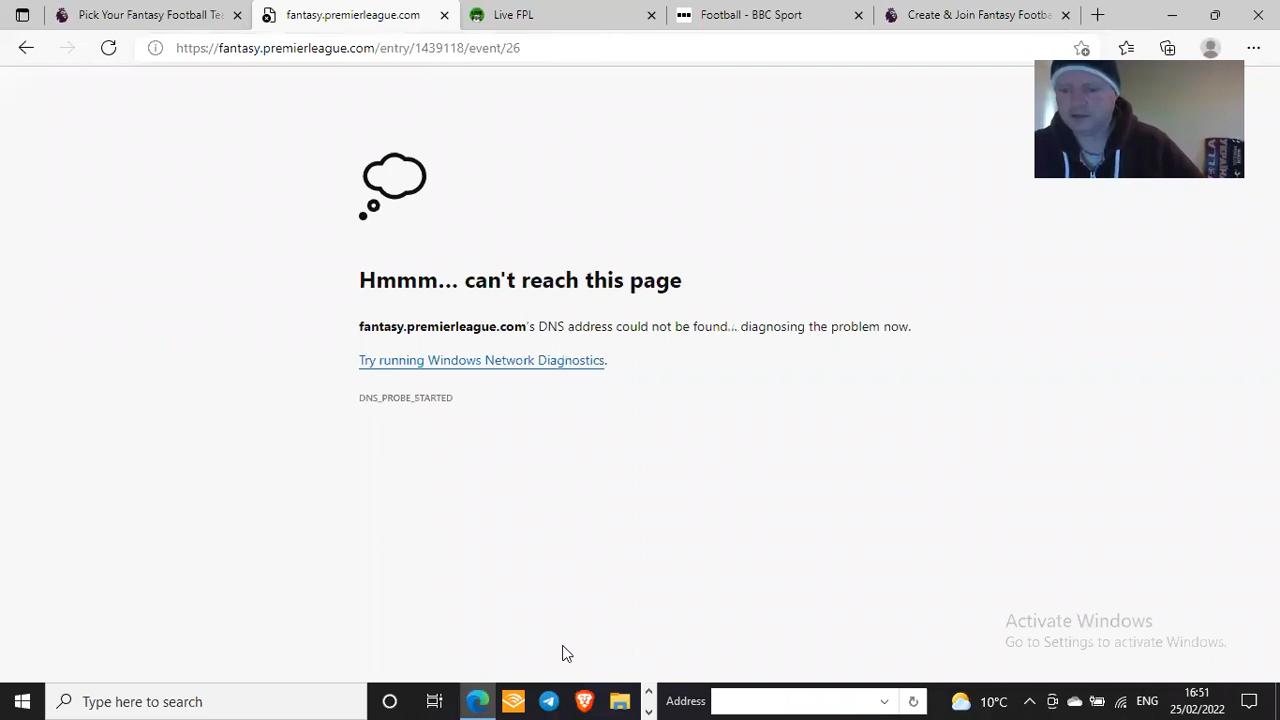 Pick Your Fantasy Football Te
fantasy.premierleague.com
Live FPL
Football - BBC Sport
Create & Join Fantasy Footba
https://fantasy.premierleague.com/entry/1439118/event/26
Hmmm... can't reach this page
fantasy.premierleague.com's DNS address could not be found... diagnosing the problem now.
Try running Windows Network Diagnostics.
DNS_PROBE_STARTED
Activate Windows
Go to Settings to activate Windows.
Type here to search
Address
10°C
ENG
16:51
25/02/2022